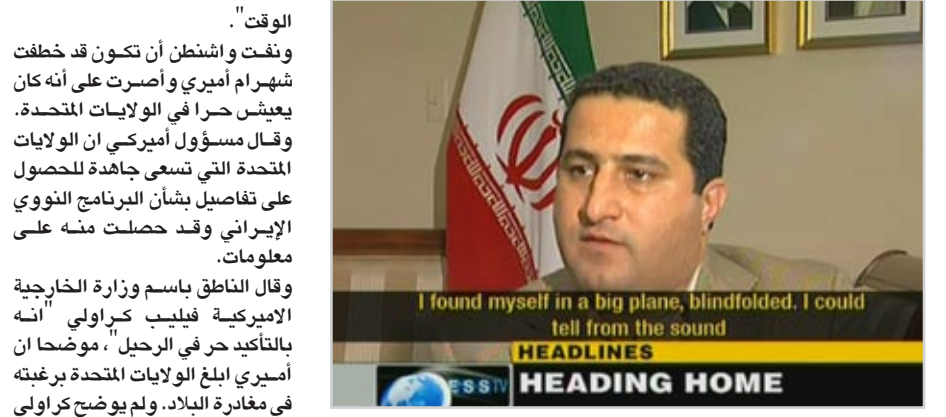 الوقت".
ونفت واشنطن أن تكون قد خطفت
شهرام أميري وأصرت على أنه كان
يعيش حرا في الولايات المتحدة.
وقال مسؤول أميركي ان الولايات
المتحدة التي تسعى جاهدة للحصول
على تفاصيل بشأن البرنامج النووي
الإيراني وقد حصلت منه على
معلومات.
وقال الناطق باسم وزارة الخارجية
الاميركية فيليب كراولي "انه
بالتأكيد حر في الرحيل"، موضحا ان
أميري ابلغ الولايات المتحدة برغبته
في مغادرة البلاد. ولم يوضح كراولي
I found myself in a big plane, blindfolded. I could
tell from the sound
HEADLINES
ESSTV HEADING HOME